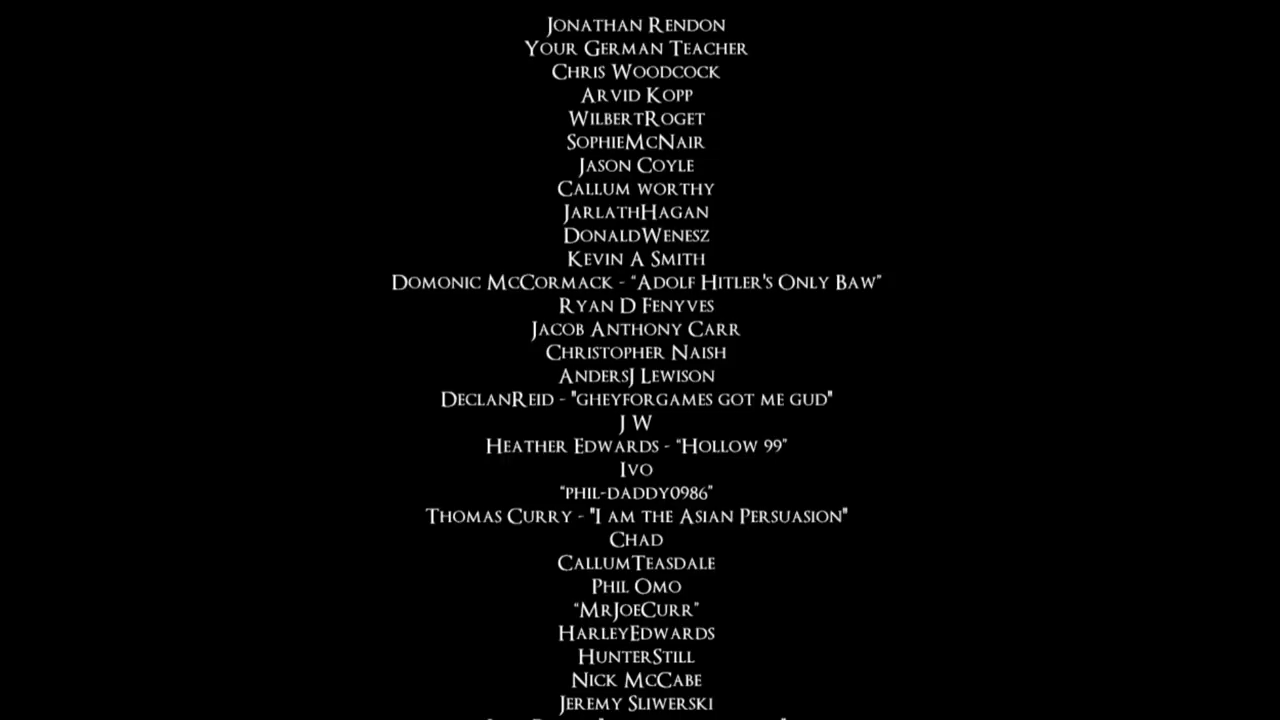 Jonathan Rendon
Your German Teacher
Chris Woodcock
Arvid Kopp
WilbertRoget
SophieMcNair
Jason Coyle
Callum worthy
JarlathHagan
DonaldWenesz
Kevin A Smith
Domonic McCormack - “Adolf Hitler's Only Baw”
Ryan D Fenyves
Jacob Anthony Carr
Christopher Naish
AndersJ Lewison
DeclanReid - "gheyforgames got me gud"
J W
Heather Edwards - “Hollow 99”
Ivo
“phil-daddy0986”
Thomas Curry - "I am the Asian Persuasion"
Chad
CallumTeasdale
Phil Omo
“MrJoeCurr”
HarleyEdwards
HunterStill
Nick McCabe
Jeremy Sliwerski